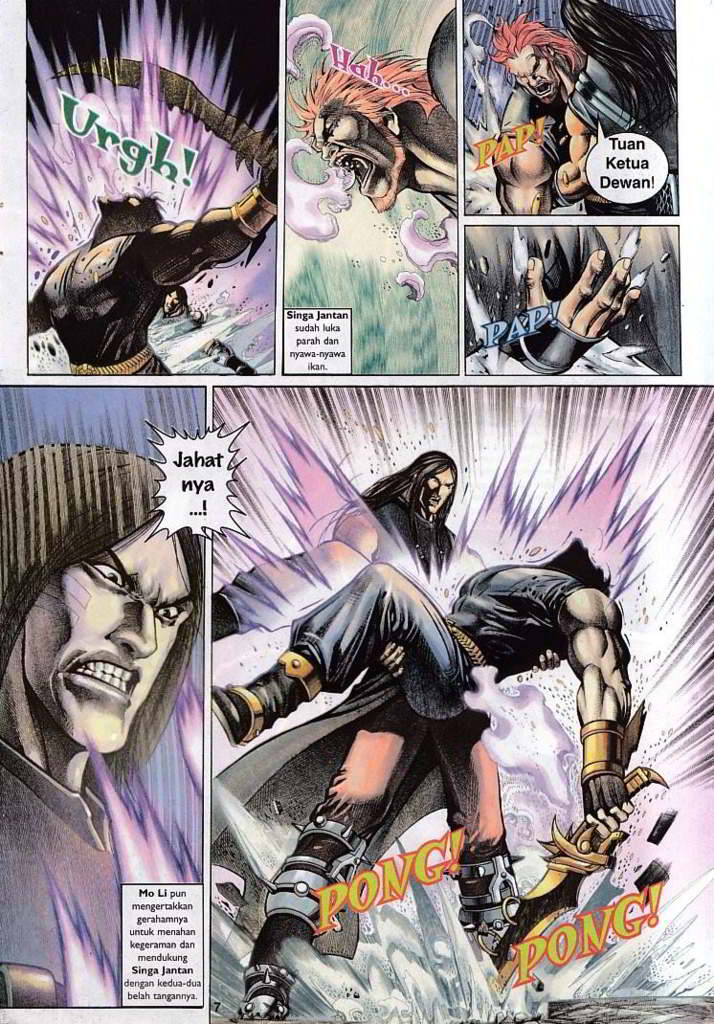 Urgh!
Hah...
Singa Jantan
sudah luka
parah dan
nyawa-nyawa
ikan.
PAP!
Tuan
Ketua
Dewan!
PAP!
Jahat
nya
...!
Mo Li pun
mengertakkan
gerahamnya
untuk menahan
kegeraman dan
mendukung
Singa Jantan
dengan kedua-dua
belah tangannya.
PONG!
PONG!
7